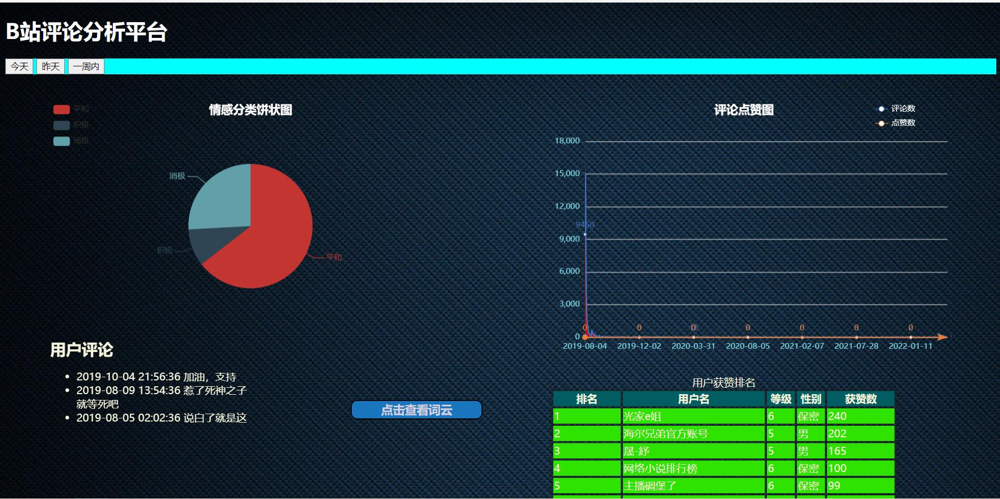 B站评论分析平台
今天 昨天 一周内
平和
积极
消极
情感分类饼状图
消极
积极
平和
评论点赞图
评论数
点赞数
18,000
15,000
12,000
9450
9,000
6,000
3,000
0 0 0 0 0 0
0
2019-08-04 2019-12-02 2020-03-31 2020-08-05 2021-02-07 2021-07-28 2022-01-11
用户评论
2019-10-04 21:56:36 加油，支持
2019-08-09 13:54:36 惹了死神之子
就等死吧
2019-08-05 02:02:36 说白了就是这
点击查看词云
用户获赞排名
排名 用户名 等级 性别 获赞数
1 光家e姐 6 保密 240
2 海尔兄弟官方账号 5 男 202
3 晟-紓 5 男 165
4 网络小说排行榜 6 保密 100
5 主播碉堡了 6 保密 99